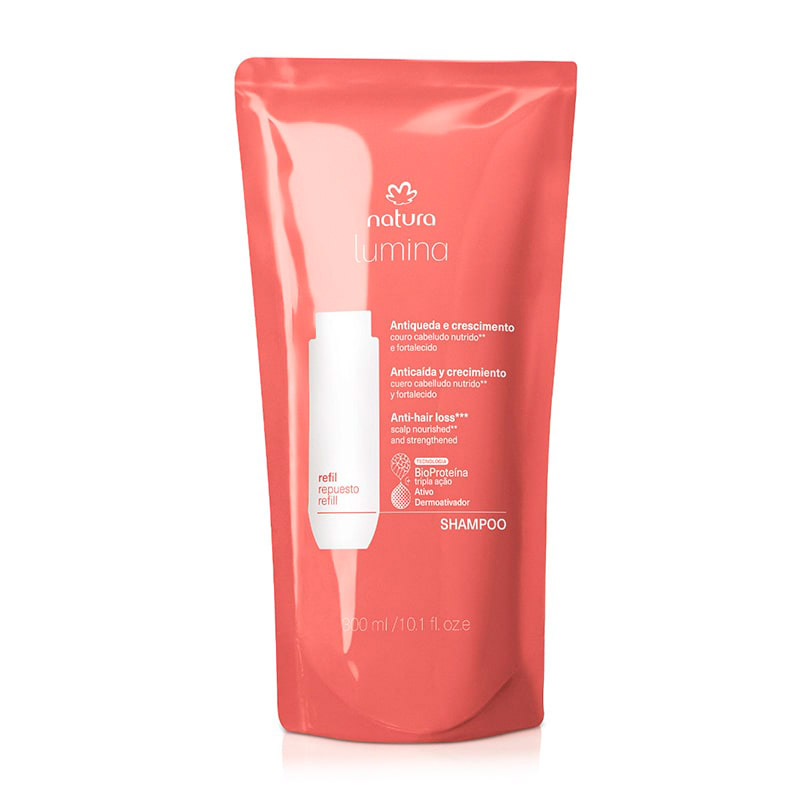 natura
lumina
Antiqueda e crescimento
couro cabeludo nutrido**
e fortalecido
Anticaída y crecimiento
cuero cabelludo nutrido**
y fortalecido
Anti-hair loss***
scalp nourished**
and strengthened
TECNOLOGIA
BioProteína
tripla ação
Ativo
Dermoativador
refil
repuesto
refill
SHAMPOO
300 ml /10.1 fl. oz.e